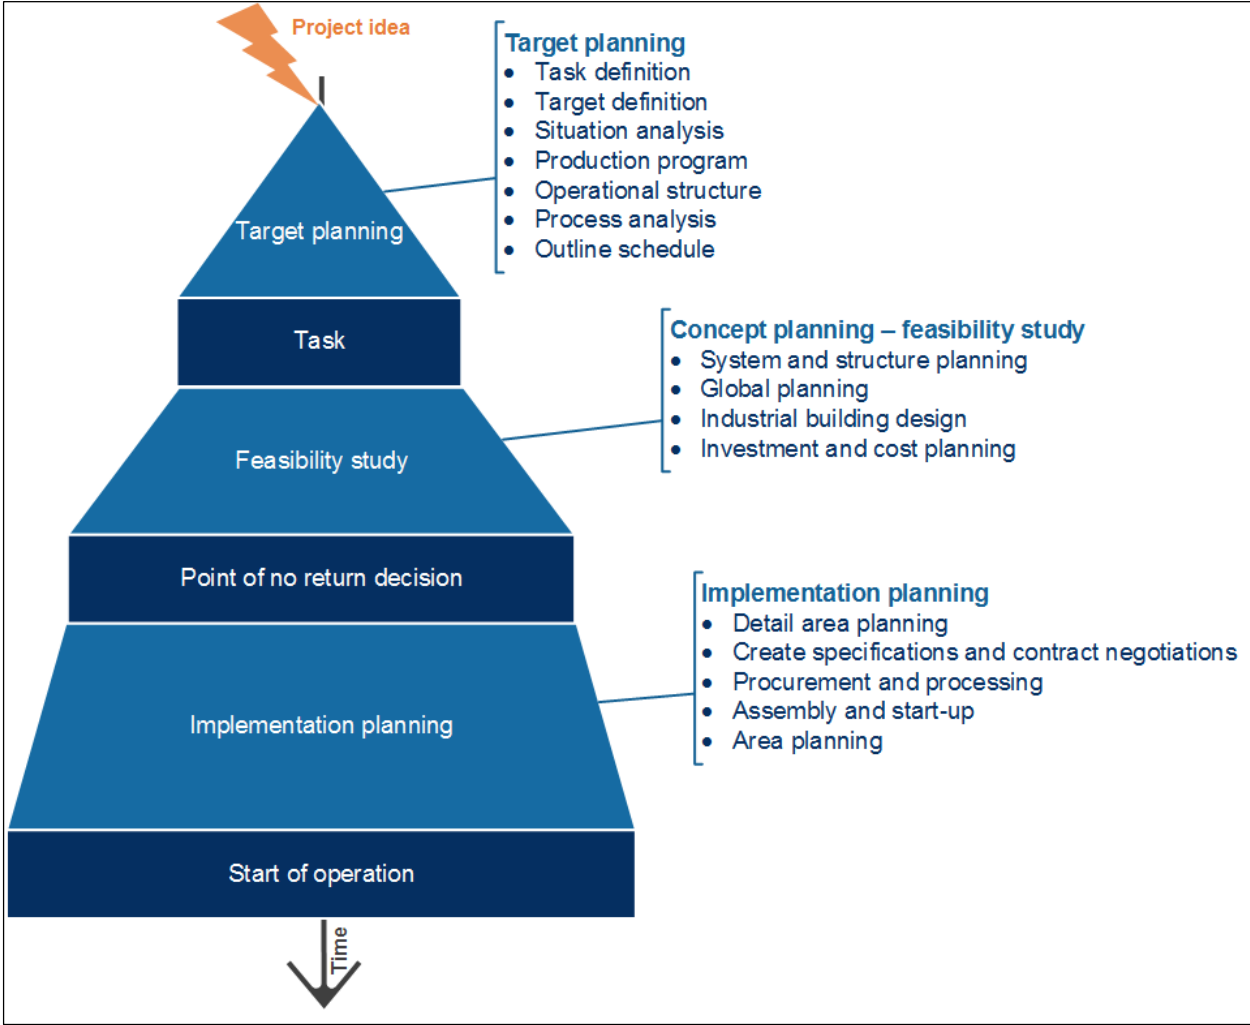 Project idea
Target planning
• Task definition
• Target definition
• Situation analysis
• Production program
• Operational structure
• Process analysis
• Outline schedule
Target planning
Task
Concept planning – feasibility study
• System and structure planning
• Global planning
• Industrial building design
• Investment and cost planning
Feasibility study
Point of no return decision
Implementation planning
• Detail area planning
• Create specifications and contract negotiations
• Procurement and processing
• Assembly and start-up
• Area planning
Implementation planning
Start of operation
Time